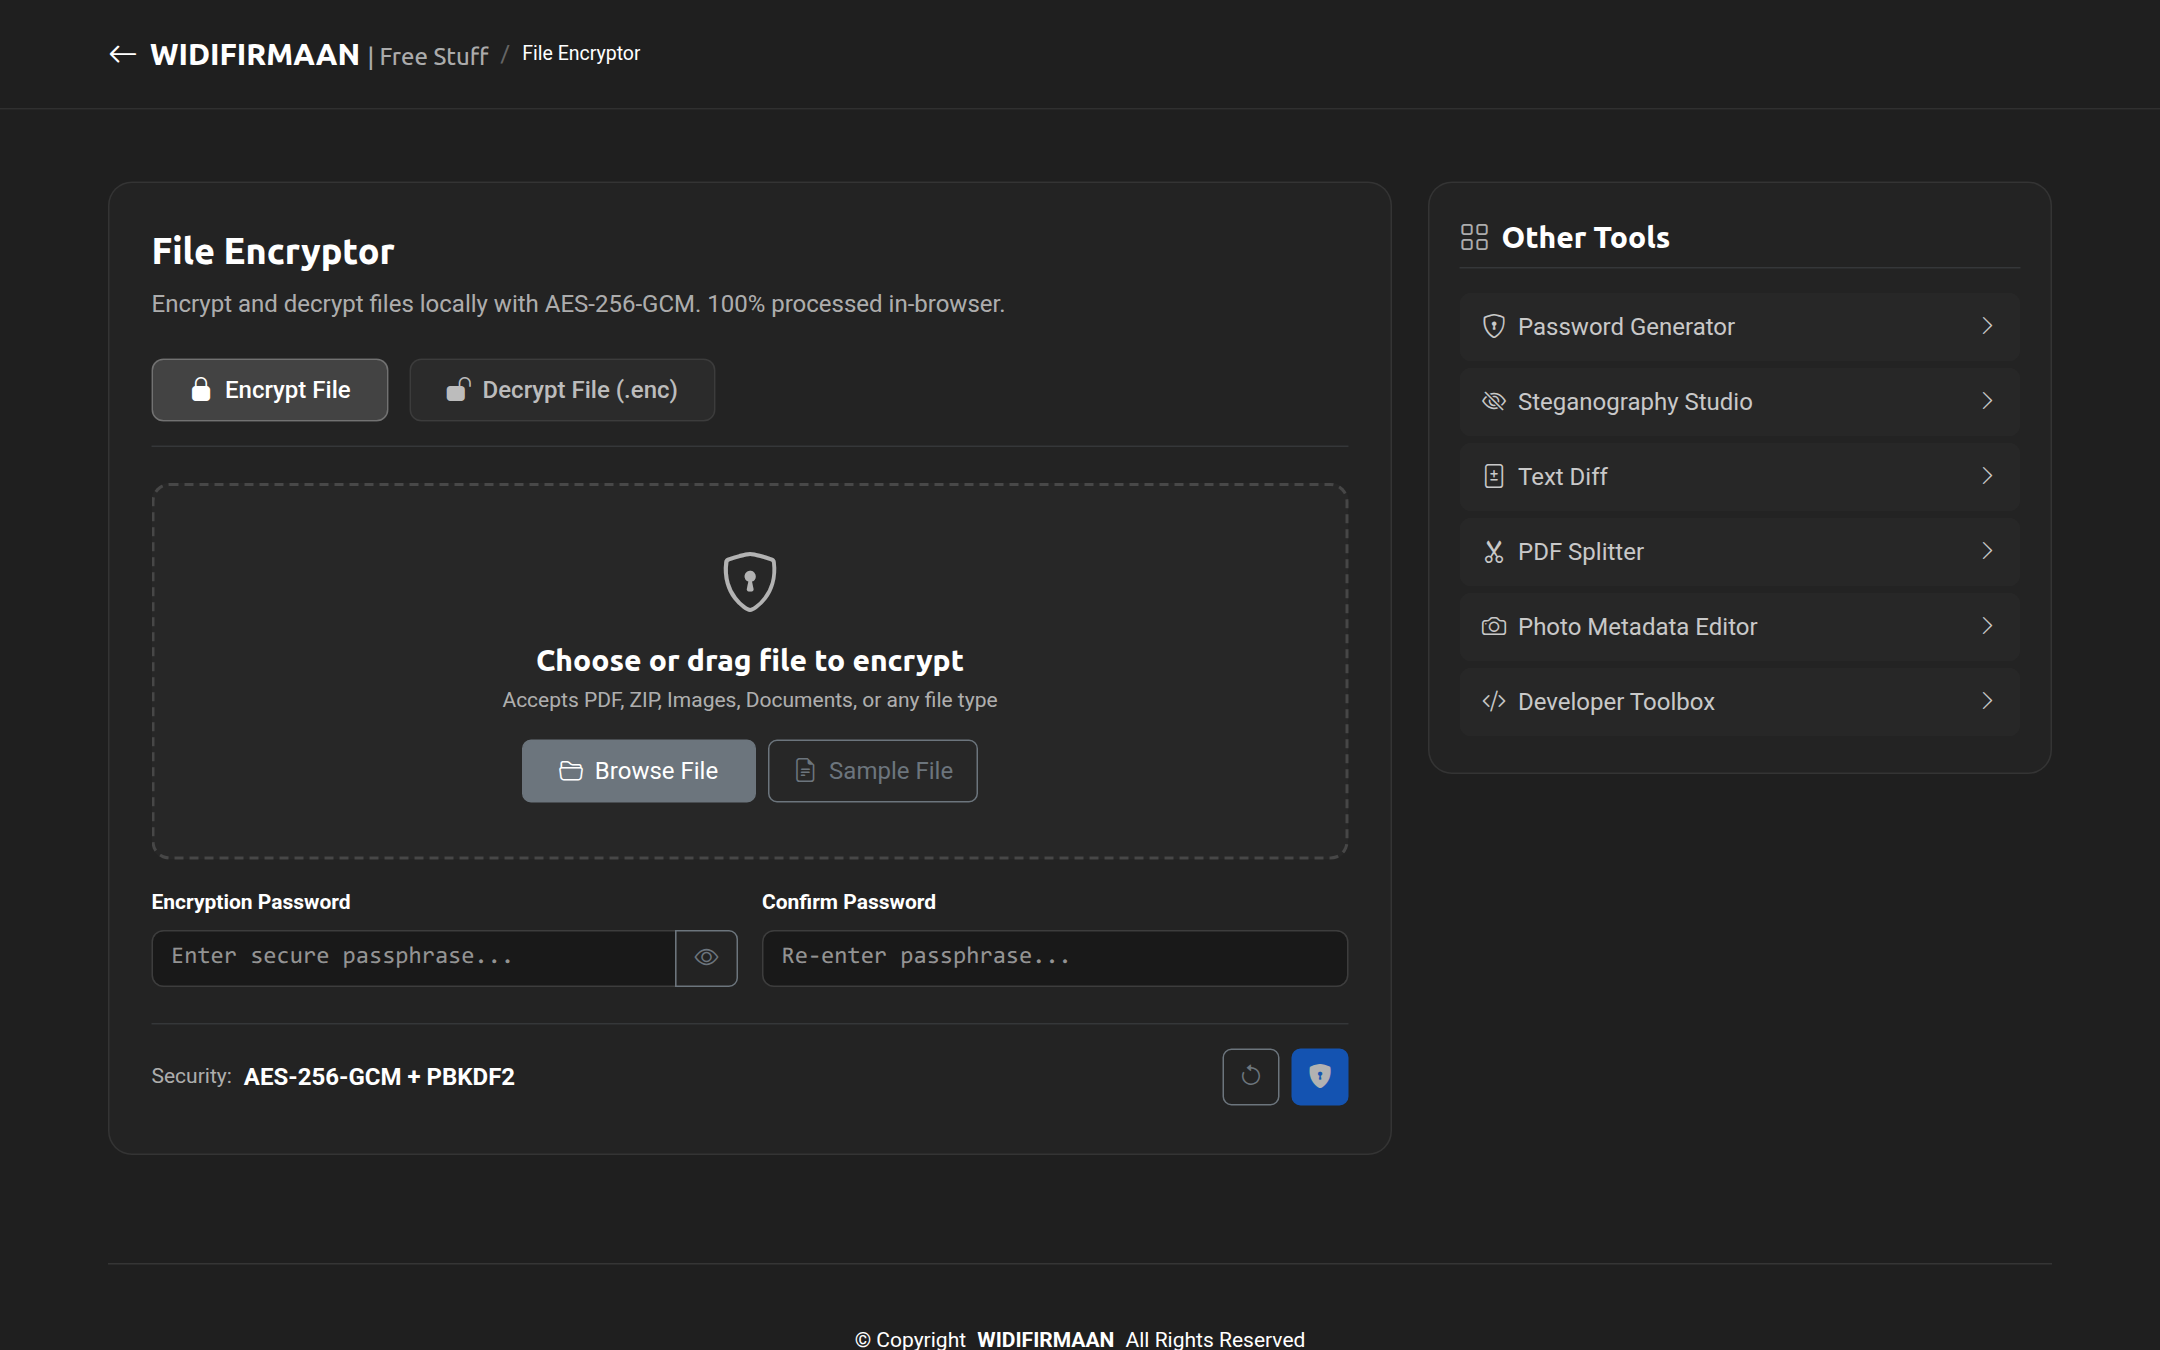 WIDIFIRMAAN | Free Stuff / File Encryptor
File Encryptor
Encrypt and decrypt files locally with AES-256-GCM. 100% processed in-browser.
Encrypt File
Decrypt File (.enc)
Choose or drag file to encrypt
Accepts PDF, ZIP, Images, Documents, or any file type
Browse File
Sample File
Encryption Password
Confirm Password
Enter secure passphrase...
Re-enter passphrase...
Security: AES-256-GCM + PBKDF2
Other Tools
Password Generator
Steganography Studio
Text Diff
PDF Splitter
Photo Metadata Editor
Developer Toolbox
© Copyright WIDIFIRMAAN All Rights Reserved